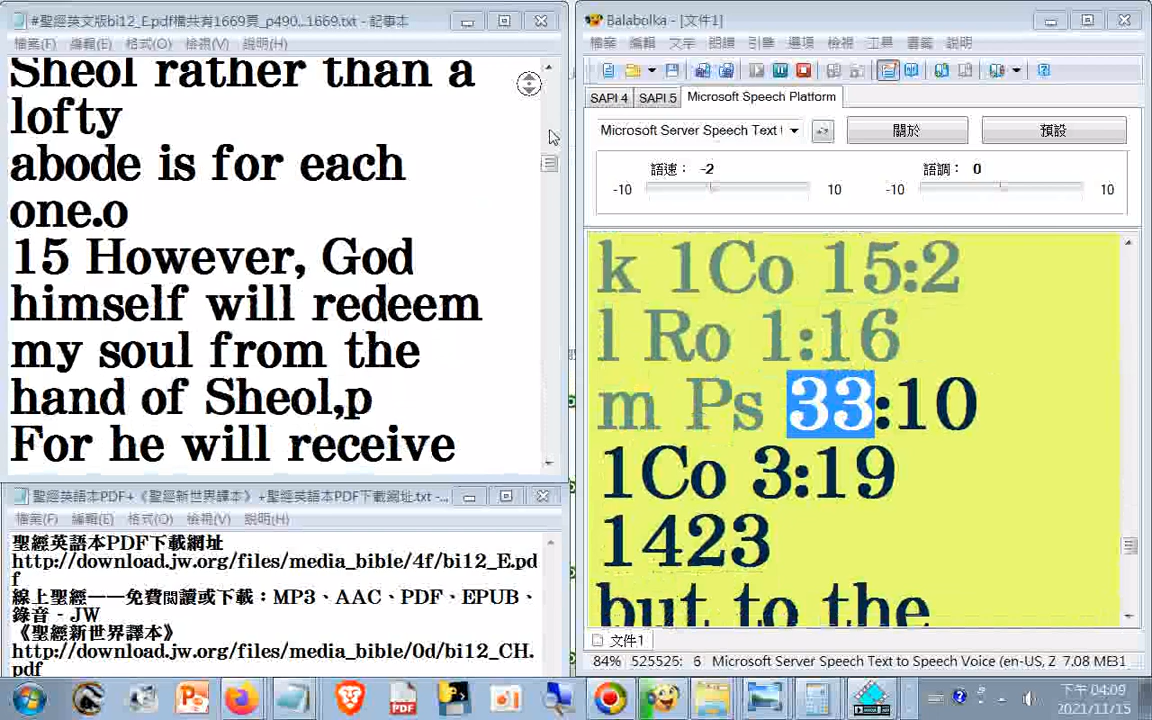 #聖經英文版bi12_E.pdf檔共有1669頁_p490,..1669.txt - 記事本
檔案(F) 編輯(E) 格式(O) 檢視(V) 說明(H)
Sheol rather than a
lofty
abode is for each
one.o
15 However, God
himself will redeem
my soul from the
hand of Sheol,p
For he will receive
聖經英語本PDF+《聖經新世界譯本》+聖經英語本PDF下載網址.txt - ...
檔案(F) 編輯(E) 格式(O) 檢視(V) 說明(H)
聖經英語本PDF下載網址
http://download.jw.org/files/media_bible/4f/bi12_E.pd
f
線上聖經——免費閱讀或下載：MP3、AAC、PDF、EPUB、
錄音 - JW
《聖經新世界譯本》
http://download.jw.org/files/media_bible/0d/bi12_CH.
pdf
Balabolka - [文件1]
檔案 編輯 文字 朗讀 引擎 選項 檢視 工具 書籤 說明
SAPI 4 SAPI 5 Microsoft Speech Platform
Microsoft Server Speech Text 關於 預設
語速： -2 語調： 0
-10 10 -10 10
k 1Co 15:2
l Ro 1:16
m Ps 33:10
1Co 3:19
1423
but to the
文件1
84% 525525: 6 Microsoft Server Speech Text to Speech Voice (en-US, Z 7.08 MB
下午 04:09
2021/11/15